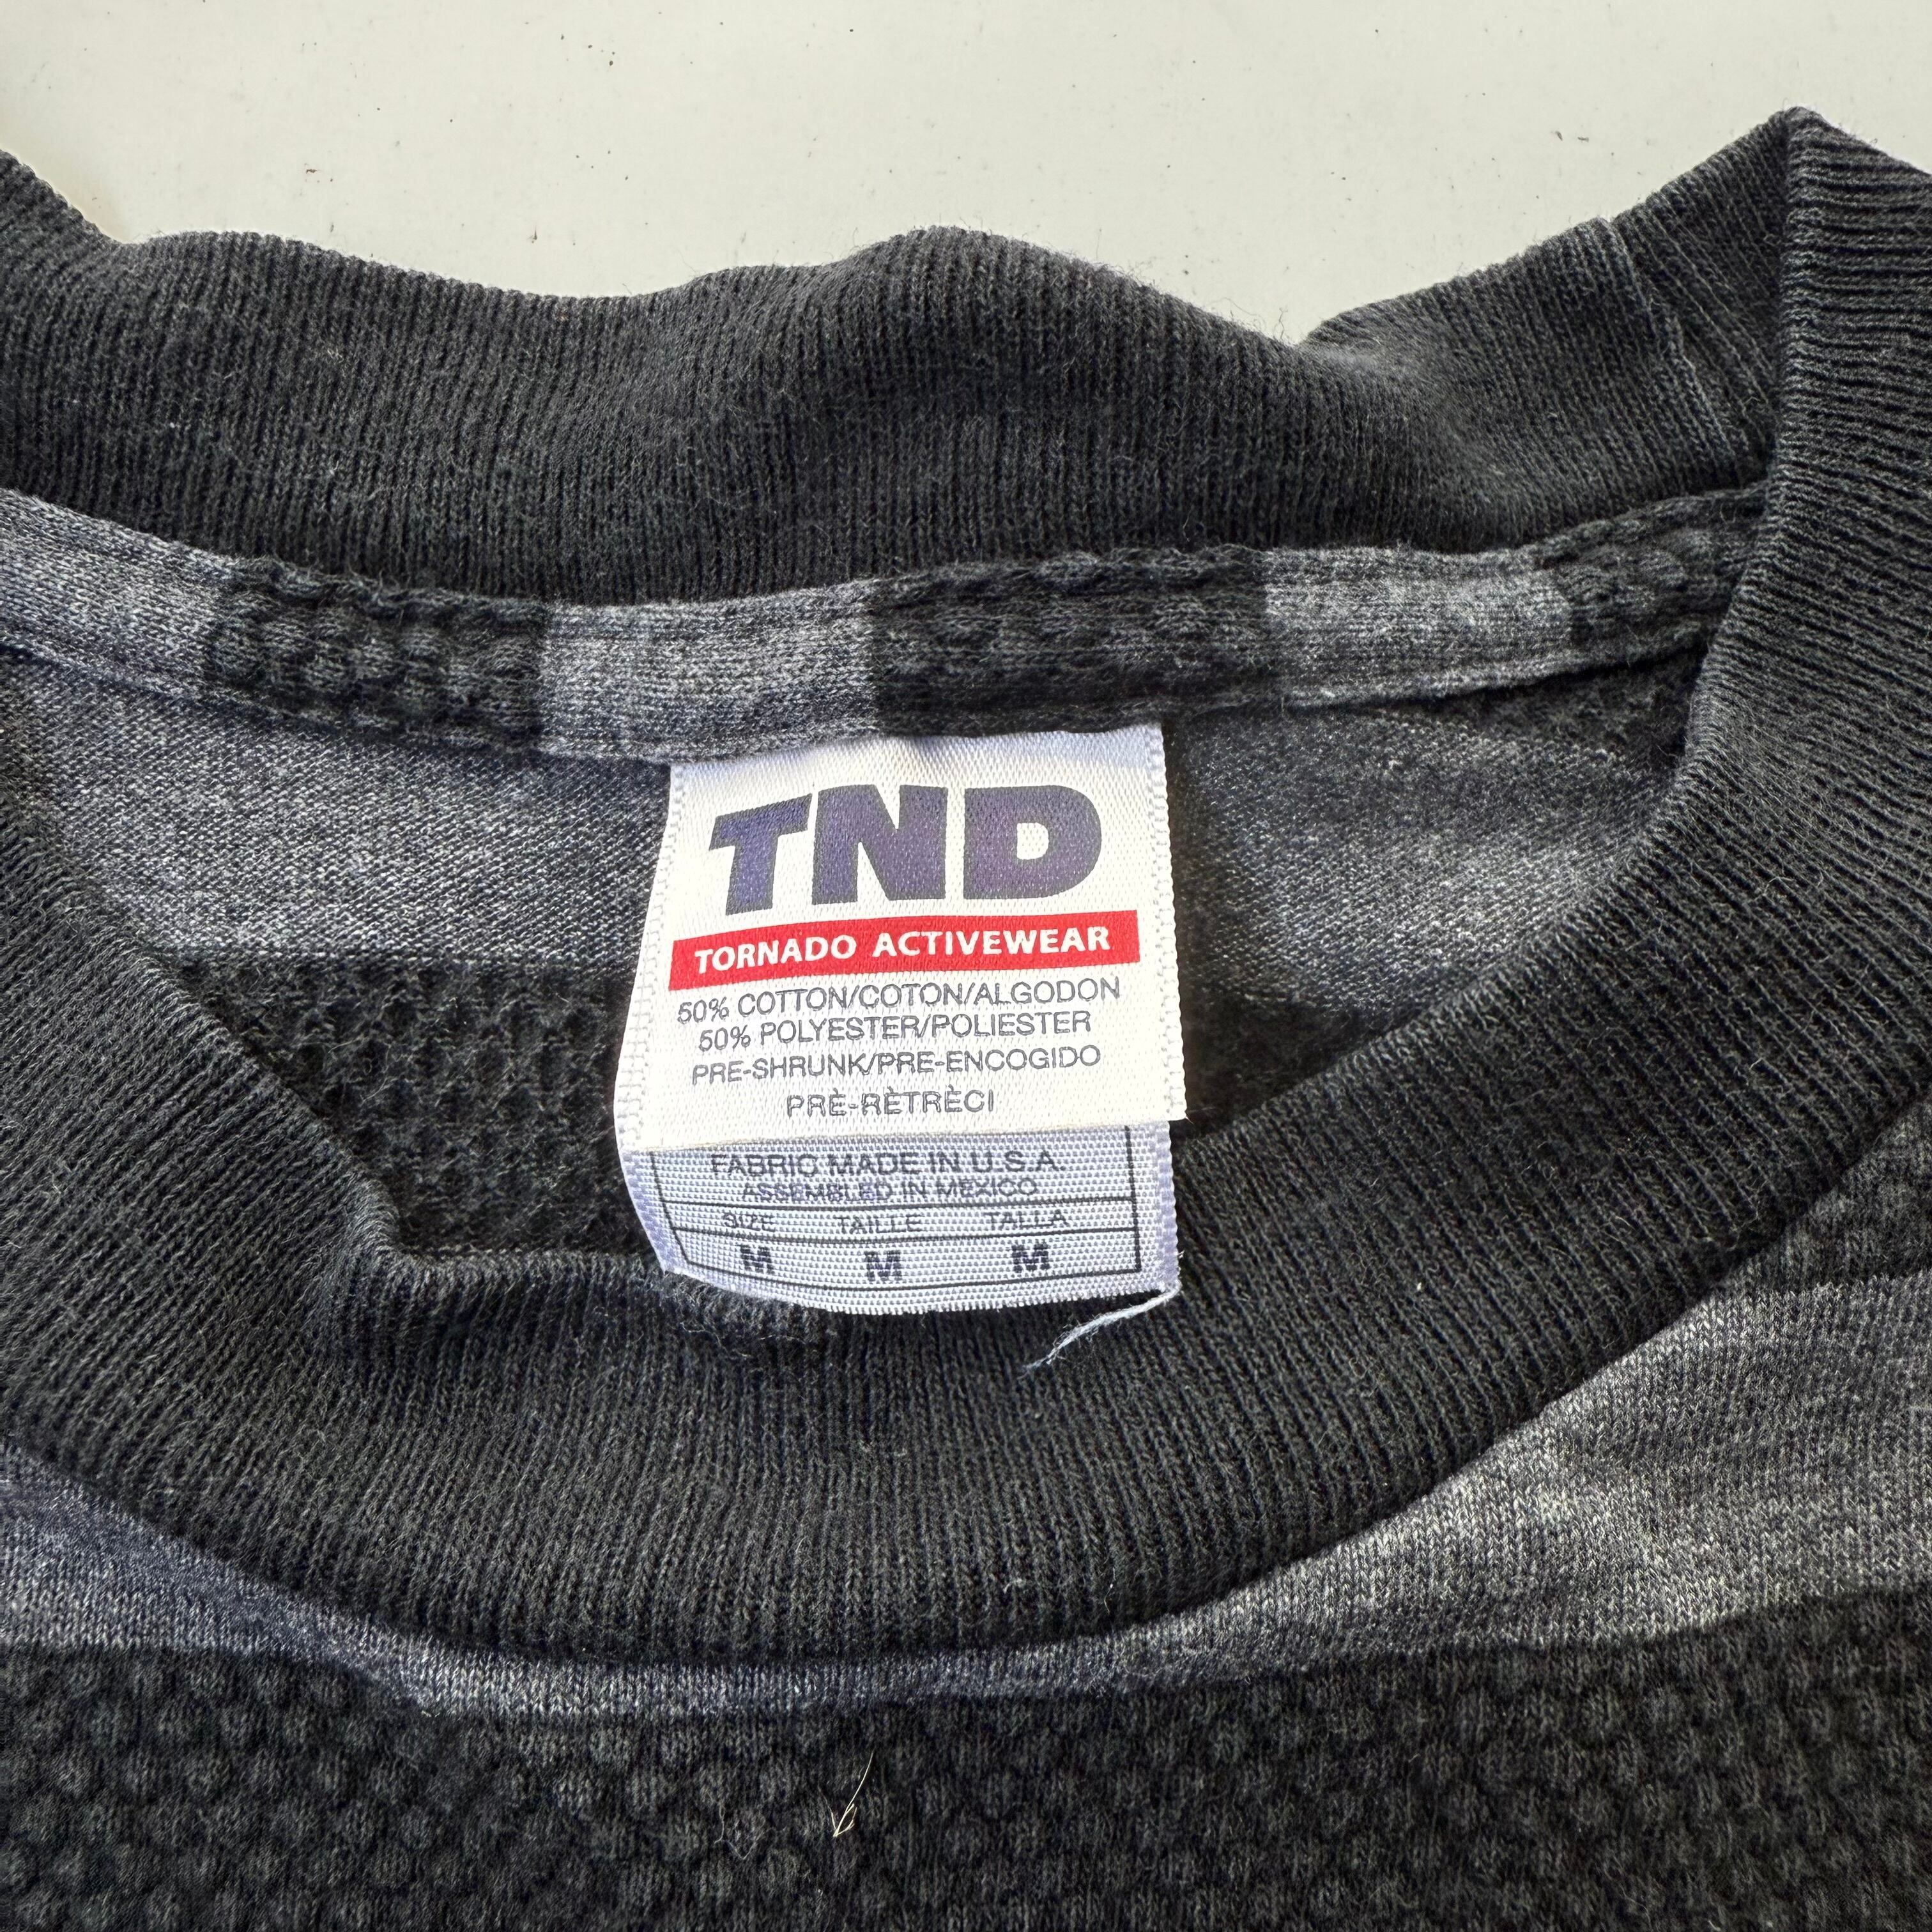 TND
TORNADO ACTIVEWEAR
50% COTTON/COTON/ALGODON
50% POLYESTER/POLIESTER
PRE-SHRUNK/PRE-ENCOGIDO
PRÈ-RÈTRÈCI
FABRIC MADE IN U.S.A.
ASSEMBLED IN MEXICO
SIZE TAILLE TALLA
M M M